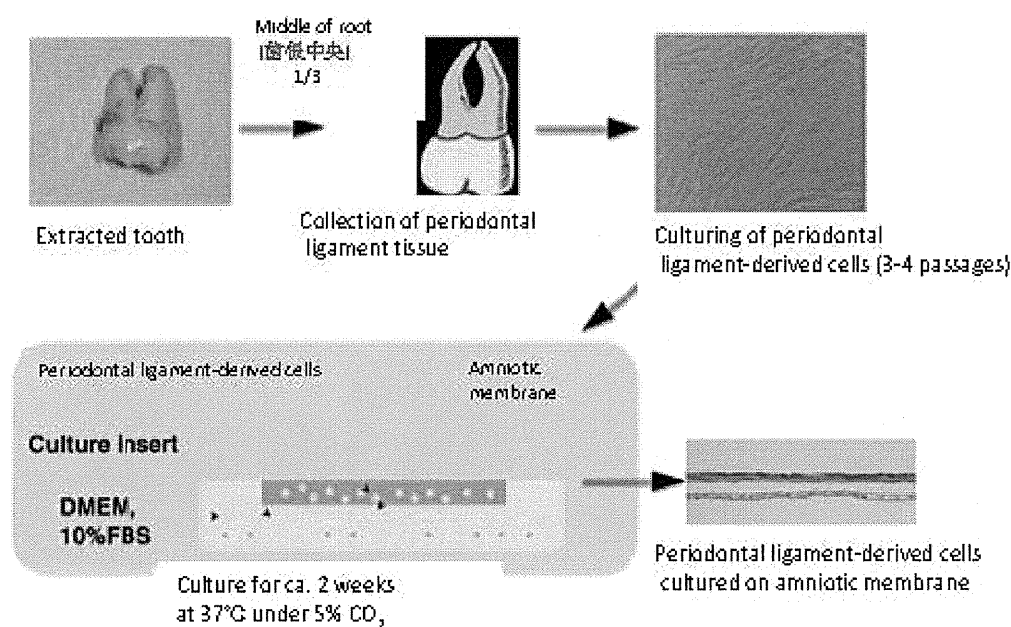 Middle of root
1/3
Extracted tooth
Collection of periodontal
ligament tissue
Culturing of periodontal
ligament-derived cells (3-4 passages)
Periodontal ligament-derived cells
Amniotic
membrane
Culture insert
DMEM,
10%FBS
Culture for ca. 2 weeks
at 37°C under 5% CO₂
Periodontal ligament-derived cells
cultured on amniotic membrane